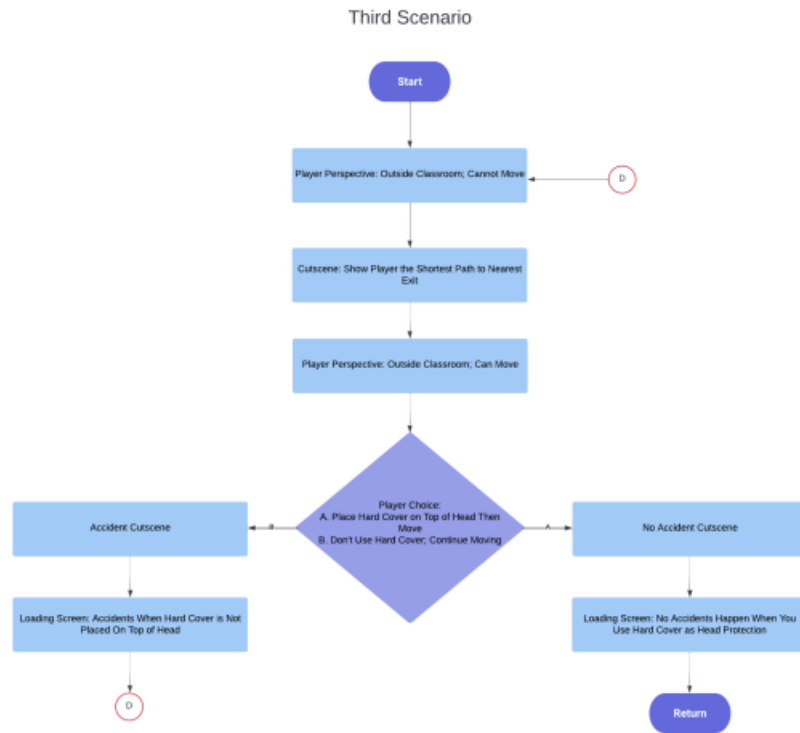 Third Scenario
Start
Player Perspective: Outside Classroom; Cannot Move
D
Cutscene: Show Player the Shortest Path to Nearest
Exit
Player Perspective: Outside Classroom; Can Move
Player Choice:
A. Place Hard Cover on Top of Head Then
Move
B. Don't Use Hard Cover; Continue Moving
Accident Cutscene
B
A
No Accident Cutscene
Loading Screen: Accidents When Hard Cover is Not
Placed On Top of Head
Loading Screen: No Accidents Happen When You
Use Hard Cover as Head Protection
D
Return